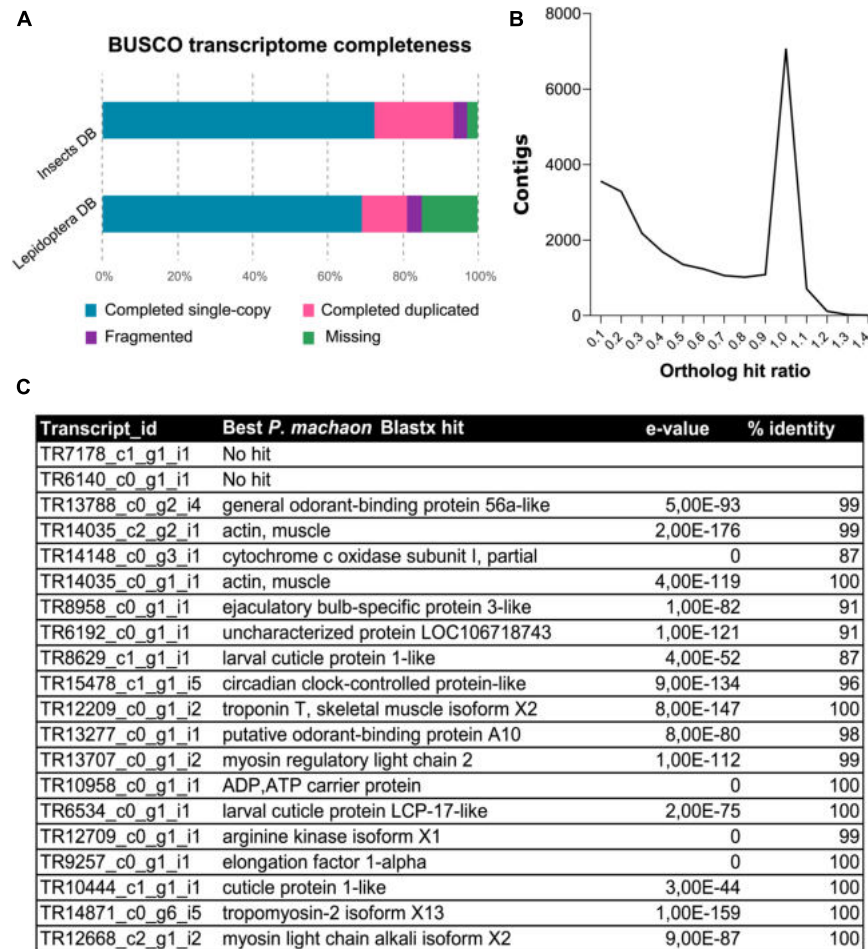 A
BUSCO transcriptome completeness
Insects DB
Lepidoptera DB
0% 20% 40% 60% 80% 100%
Completed single-copy Completed duplicated
Fragmented Missing
B
8000
6000
4000
2000
0
Contigs
0.1 0.2 0.3 0.4 0.5 0.6 0.7 0.8 0.9 1.0 1.1 1.2 1.3 1.4
Ortholog hit ratio
C
Transcript_id Best P. machaon Blastx hit e-value % identity
TR7178_c1_g1_i1 No hit
TR6140_c0_g1_i1 No hit
TR13788_c0_g2_i4 general odorant-binding protein 56a-like 5,00E-93 99
TR14035_c2_g2_i1 actin, muscle 2,00E-176 99
TR14148_c0_g3_i1 cytochrome c oxidase subunit I, partial 0 87
TR14035_c0_g1_i1 actin, muscle 4,00E-119 100
TR8958_c0_g1_i1 ejaculatory bulb-specific protein 3-like 1,00E-82 91
TR6192_c0_g1_i1 uncharacterized protein LOC106718743 1,00E-121 91
TR8629_c1_g1_i1 larval cuticle protein 1-like 4,00E-52 87
TR15478_c1_g1_i5 circadian clock-controlled protein-like 9,00E-134 96
TR12209_c0_g1_i2 troponin T, skeletal muscle isoform X2 8,00E-147 100
TR13277_c0_g1_i1 putative odorant-binding protein A10 8,00E-80 98
TR13707_c0_g1_i2 myosin regulatory light chain 2 1,00E-112 99
TR10958_c0_g1_i1 ADP,ATP carrier protein 0 100
TR6534_c0_g1_i1 larval cuticle protein LCP-17-like 2,00E-75 100
TR12709_c0_g1_i1 arginine kinase isoform X1 0 99
TR9257_c0_g1_i1 elongation factor 1-alpha 0 100
TR10444_c1_g1_i1 cuticle protein 1-like 3,00E-44 100
TR14871_c0_g6_i5 tropomyosin-2 isoform X13 1,00E-159 100
TR12668_c2_g1_i2 myosin light chain alkali isoform X2 9,00E-87 100